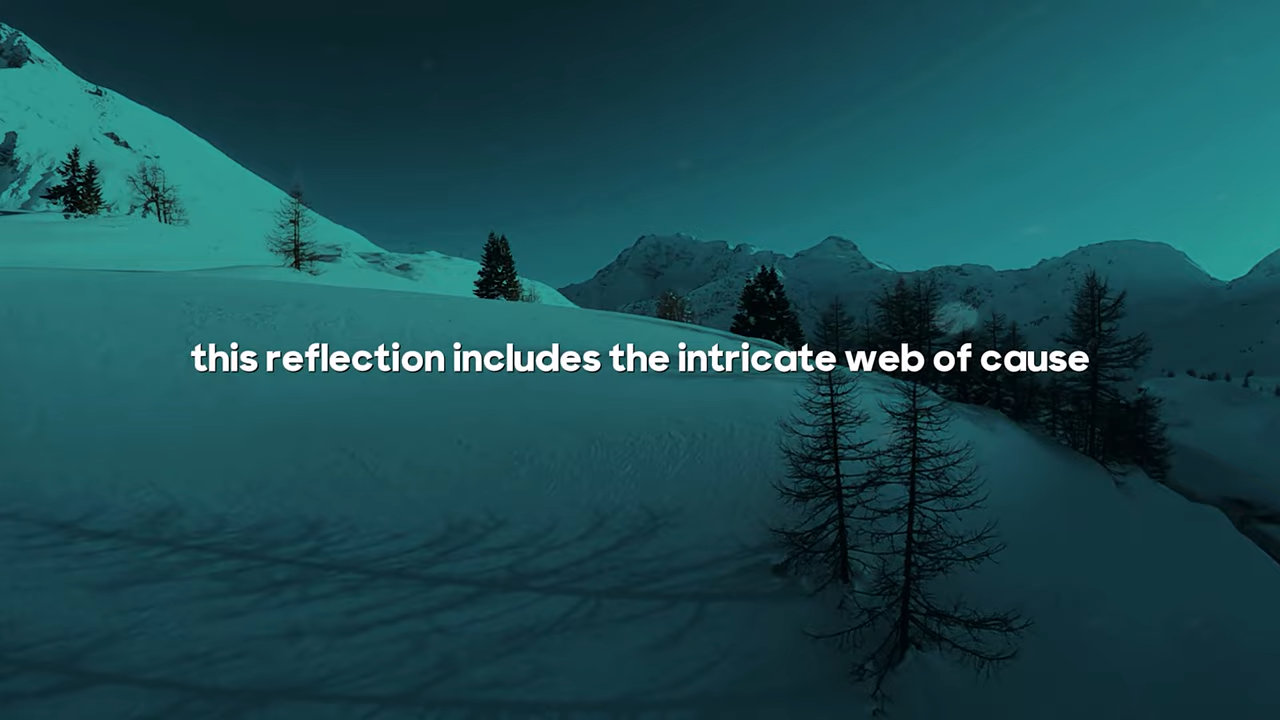 this reflection includes the intricate web of cause